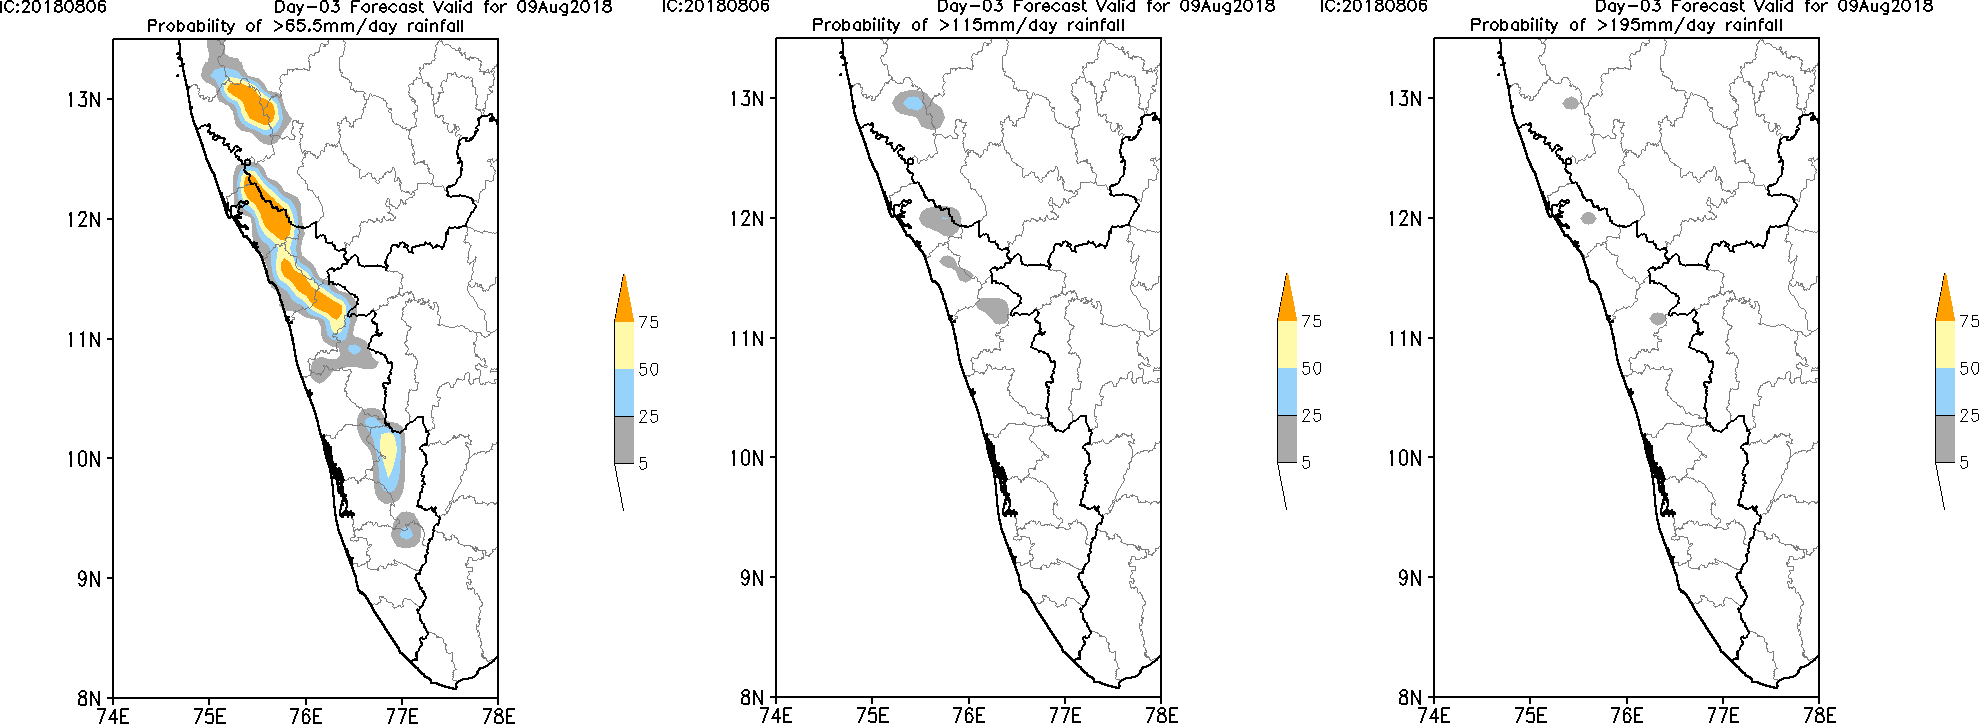 IC:20180806 Day-03 Forecast Valid for 09Aug2018
Probability of >65.5mm/day rainfall
13N
12N
11N
10N
9N
8N
74E 75E 76E 77E 78E
75
50
25
5
IC:20180806 Day-03 Forecast Valid for 09Aug2018
Probability of >115mm/day rainfall
13N
12N
11N
10N
9N
8N
74E 75E 76E 77E 78E
75
50
25
5
IC:20180806 Day-03 Forecast Valid for 09Aug2018
Probability of >195mm/day rainfall
13N
12N
11N
10N
9N
8N
74E 75E 76E 77E 78E
75
50
25
5